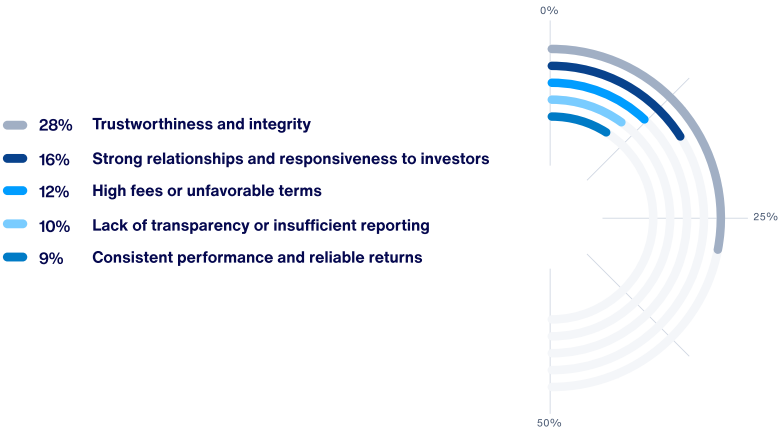 0%
28% Trustworthiness and integrity
16% Strong relationships and responsiveness to investors
12% High fees or unfavorable terms
25%
10% Lack of transparency or insufficient reporting
9% Consistent performance and reliable returns
50%